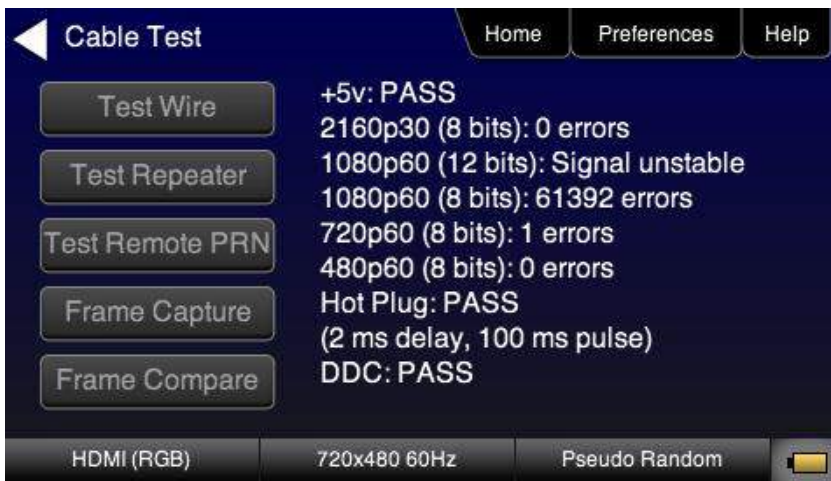 Cable Test
Home
Preferences
Help
Test Wire
Test Repeater
Test Remote PRN
Frame Capture
Frame Compare
+5v: PASS
2160p30 (8 bits): 0 errors
1080p60 (12 bits): Signal unstable
1080p60 (8 bits): 61392 errors
720p60 (8 bits): 1 errors
480p60 (8 bits): 0 errors
Hot Plug: PASS
(2 ms delay, 100 ms pulse)
DDC: PASS
HDMI (RGB)
720x480 60Hz
Pseudo Random